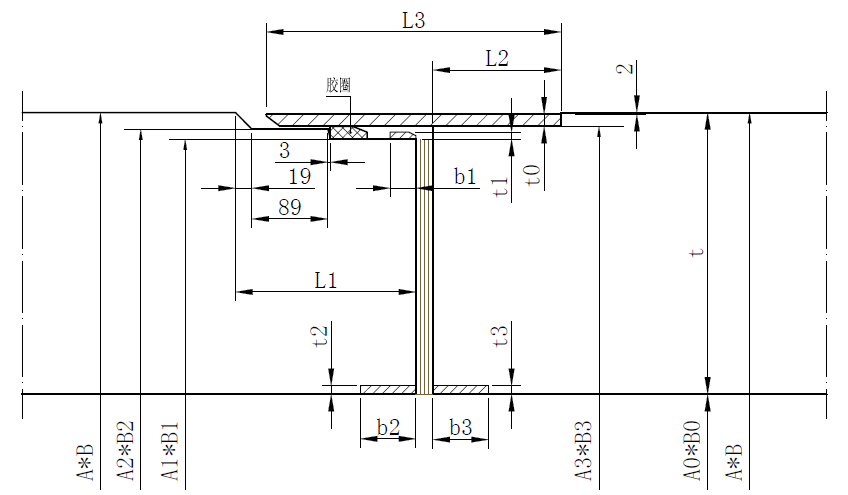 L3
L2
2
胶圈
3
19
b1
t1
t0
89
t
L1
t2
t3
b2
b3
A*B
A2*B2
A1*B1
A3*B3
A0*B0
A*B